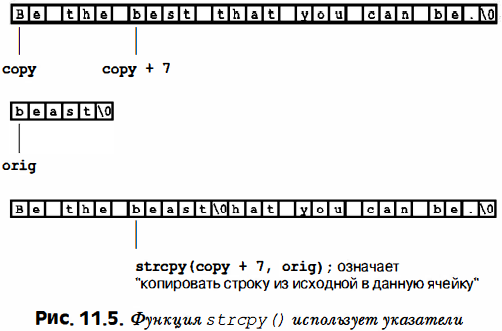 Be the best that you can be.\0
copy copy + 7
beast\0
orig
Be the beast\0hat you can be.\0
strcpy(copy + 7, orig); означает
"копировать строку из исходной в данную ячейку"
Рис. 11.5. Функция strcpy() использует указатели